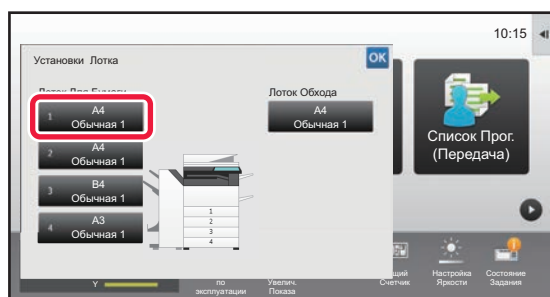 10:15
Установки Лотка
OK
Лоток Для Бумаги
Лоток Обхода
1
A4
Обычная 1
A4
Обычная 1
2
A4
Обычная 1
3
B4
Обычная 1
4
A3
Обычная 1
1
2
3
4
Список Прог.
(Передача)
Y
по
эксплуатации
Увелич.
Показа
Счетчик
Настройка
Яркости
Состояние
Задания